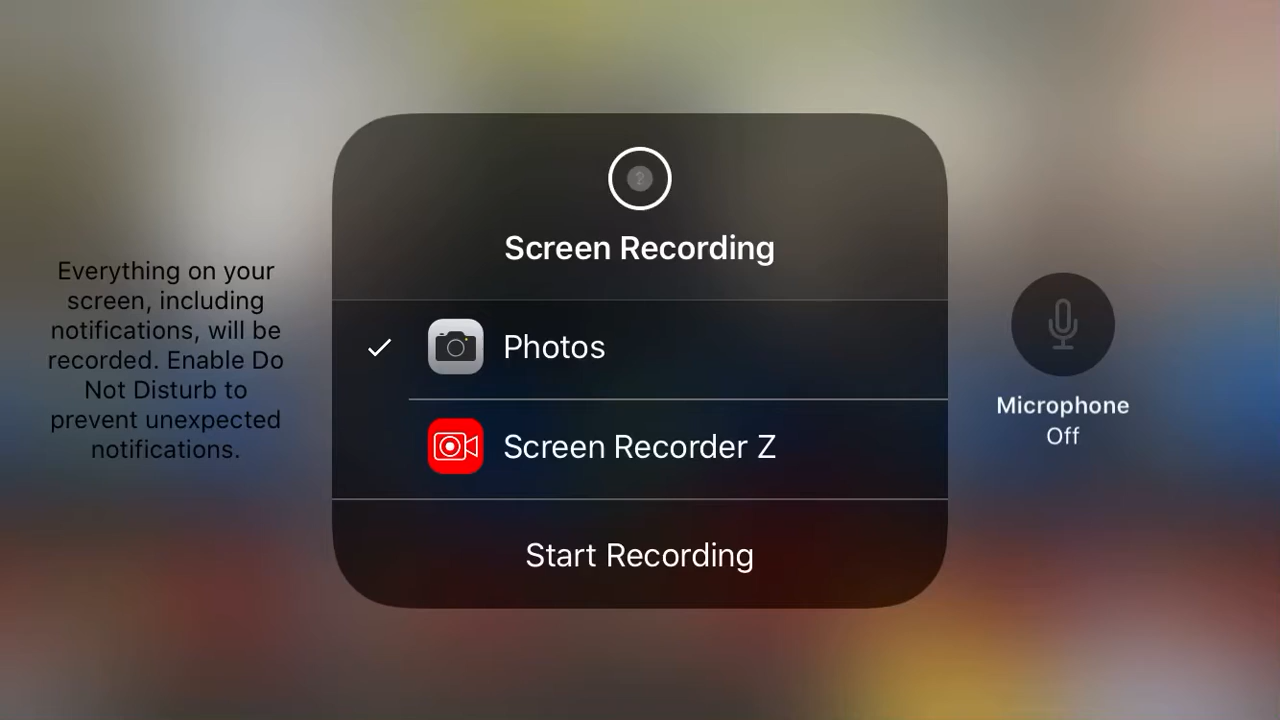 Screen Recording
Everything on your
screen, including
notifications, will be
recorded. Enable Do
Not Disturb to
prevent unexpected
notifications.
Photos
Screen Recorder Z
Start Recording
Microphone
Off